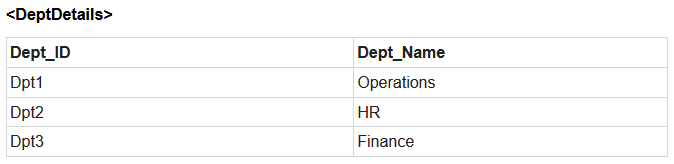 <DeptDetails>
Dept_ID Dept_Name
Dpt1 Operations
Dpt2 HR
Dpt3 Finance